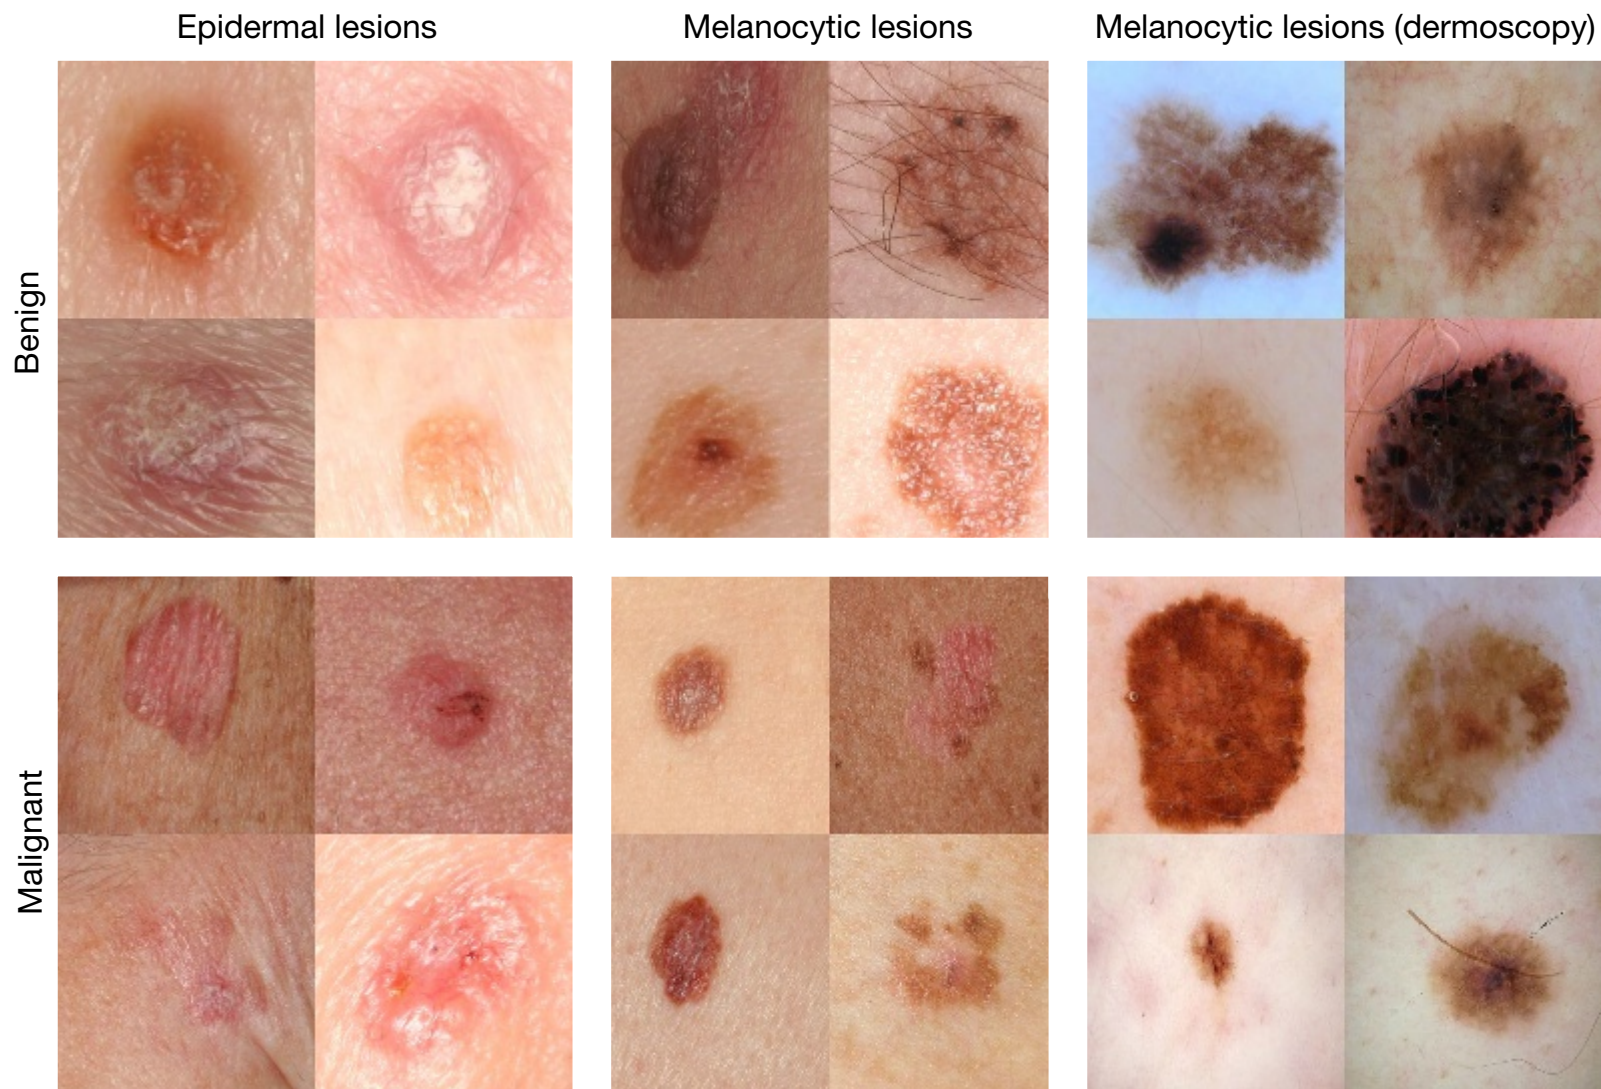 Epidermal lesions
Melanocytic lesions
Melanocytic lesions (dermoscopy)
Benign
Malignant